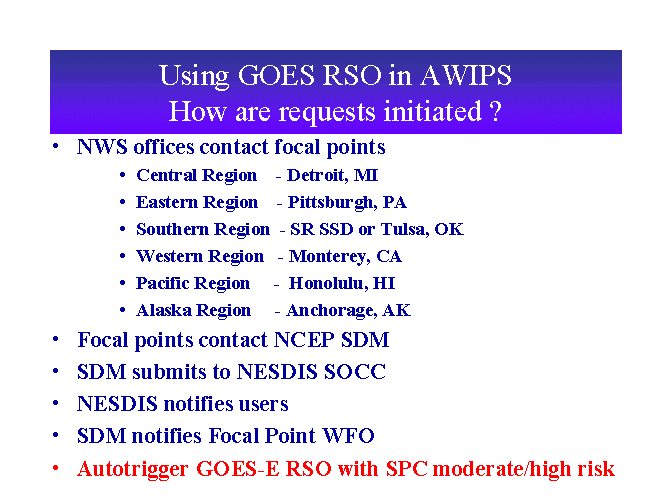 Using GOES RSO in AWIPS
How are requests initiated ?
• NWS offices contact focal points
• Central Region - Detroit, MI
• Eastern Region - Pittsburgh, PA
• Southern Region - SR SSD or Tulsa, OK
• Western Region - Monterey, CA
• Pacific Region - Honolulu, HI
• Alaska Region - Anchorage, AK
• Focal points contact NCEP SDM
• SDM submits to NESDIS SOCC
• NESDIS notifies users
• SDM notifies Focal Point WFO
• Autotrigger GOES-E RSO with SPC moderate/high risk